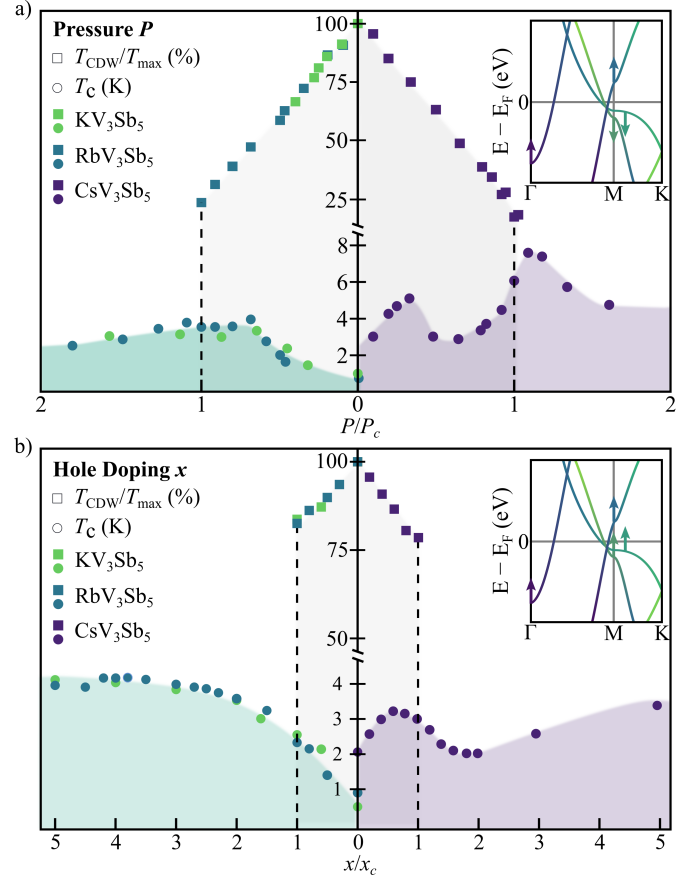 a)
Pressure P
T_CDW/T_max (%)
T_C (K)
KV₃Sb₅
RbV₃Sb₅
CsV₃Sb₅
100
75
50
25
8
6
4
2
E − E_F (eV)
0
Γ M K
2 1 0 1 2
P/P_c
b)
Hole Doping x
T_CDW/T_max (%)
T_C (K)
KV₃Sb₅
RbV₃Sb₅
CsV₃Sb₅
100
75
50
4
3
2
1
E − E_F (eV)
0
Γ M K
5 4 3 2 1 0 1 2 3 4 5
x/x_c